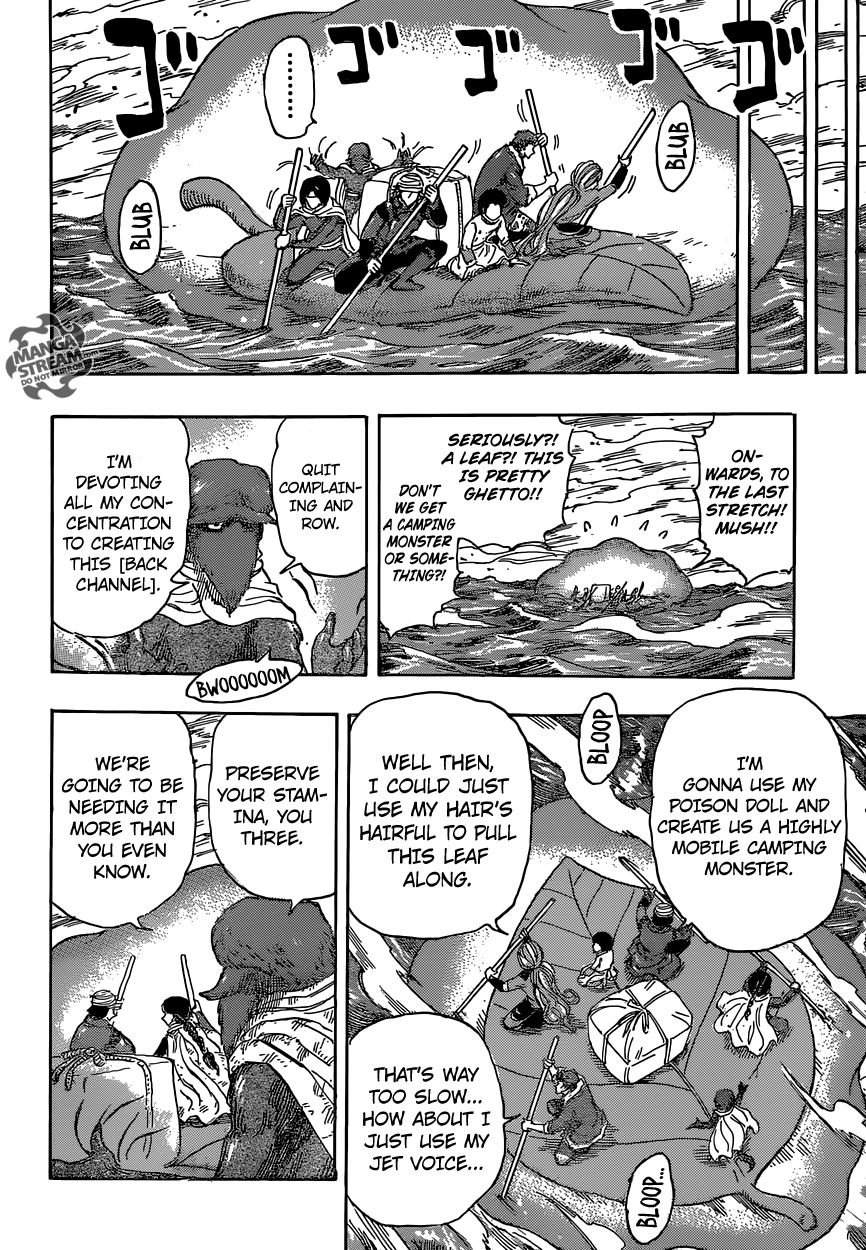 ゴ
ゴ
ゴ
ゴ
ゴ
........
BLUB
BLUB
MANGA
STREAM.com
DO NOT MIRROR
ON-
WARDS, TO
THE LAST
STRETCH!
MUSH!!
SERIOUSLY?!
A LEAF?! THIS
IS PRETTY
GHETTO!!
DON'T
WE GET
A CAMPING
MONSTER
OR SOME-
THING?!
QUIT
COMPLAIN-
ING AND
ROW.
I'M
DEVOTING
ALL MY CON-
CENTRATION
TO CREATING
THIS [BACK
CHANNEL].
BWOOOOOOM
I'M
GONNA USE MY
POISON DOLL AND
CREATE US A HIGHLY
MOBILE CAMPING
MONSTER.
BLOOP
WELL THEN,
I COULD JUST
USE MY HAIR'S
HAIRFUL TO PULL
THIS LEAF
ALONG.
THAT'S WAY
TOO SLOW...
HOW ABOUT I
JUST USE MY
JET VOICE...
BLOOP...
PRESERVE
YOUR STAM-
INA, YOU
THREE.
WE'RE
GOING TO BE
NEEDING IT
MORE THAN
YOU EVEN
KNOW.